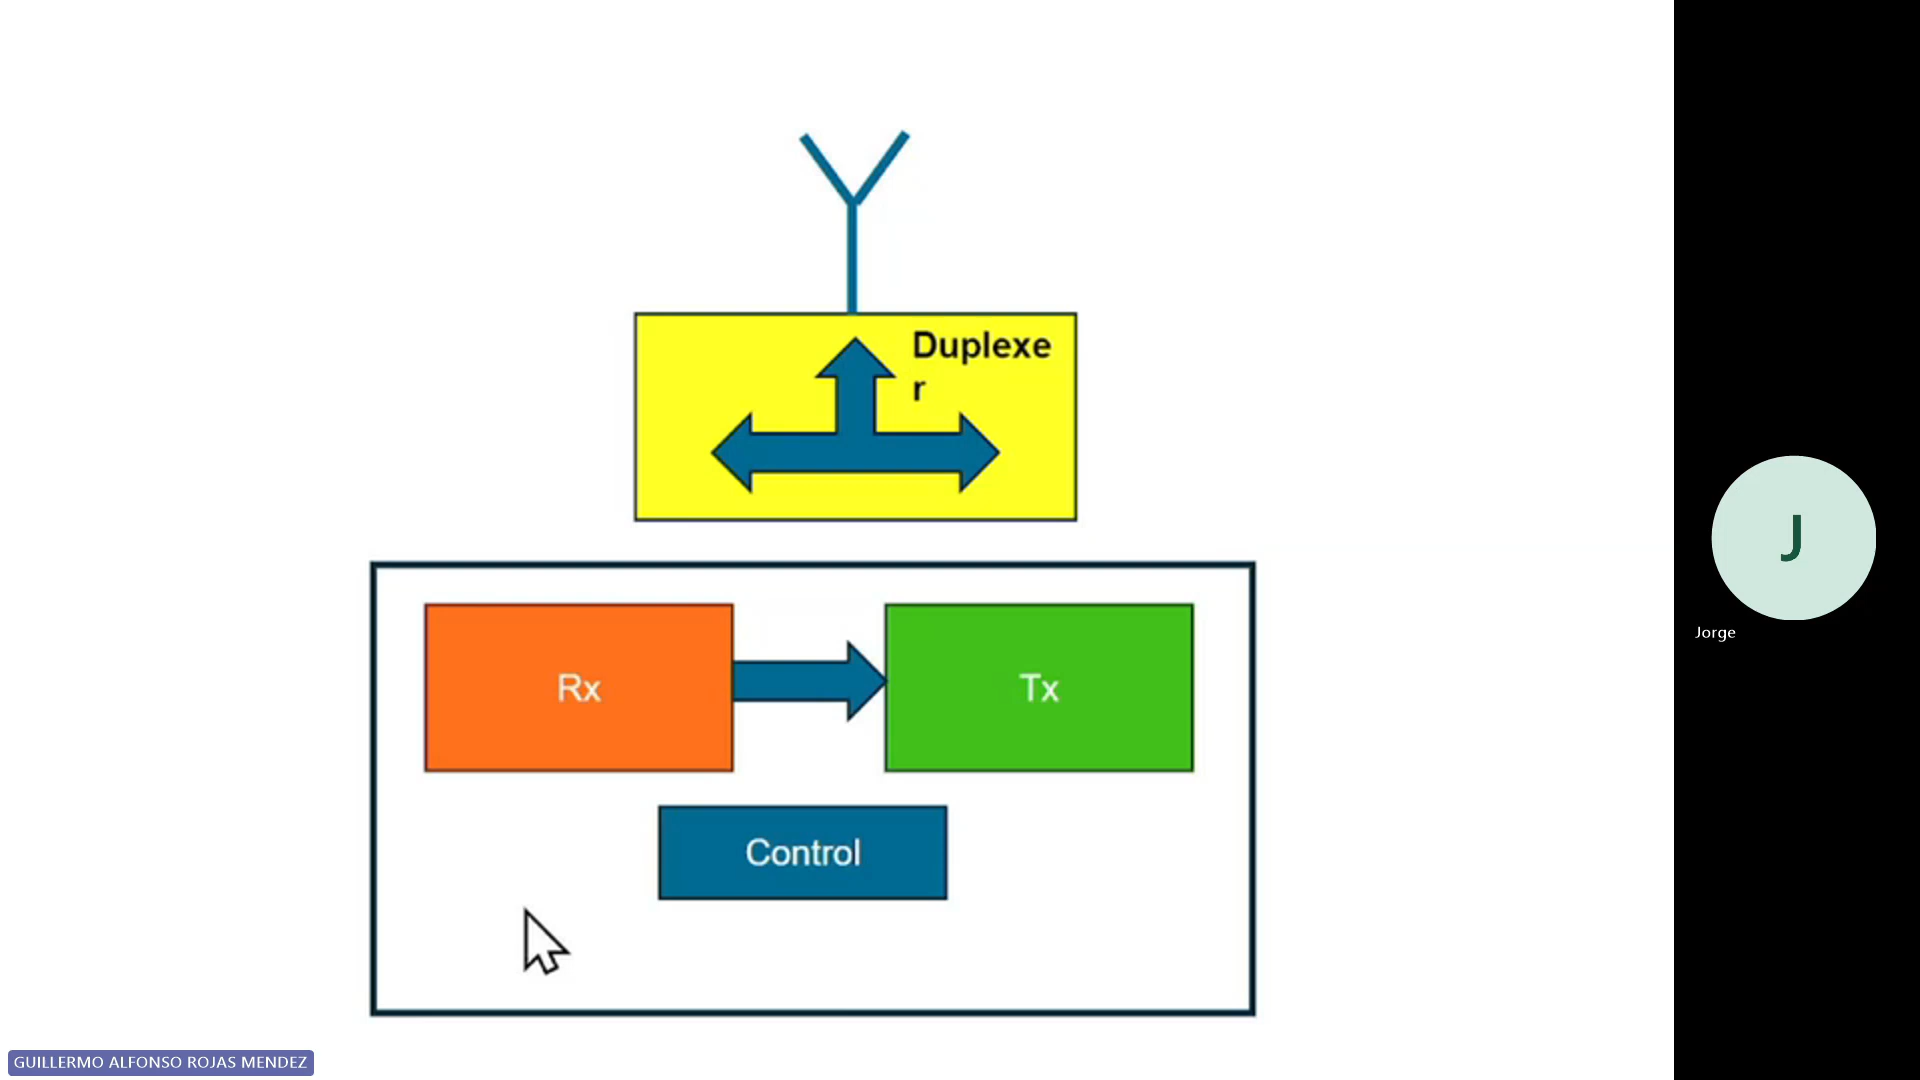 Duplexe
r
Rx
Tx
Control
J
Jorge
GUILLERMO ALFONSO ROJAS MENDEZ